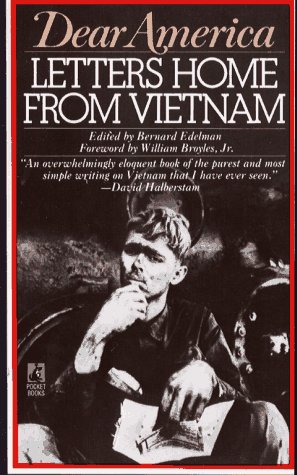 Dear America
LETTERS HOME
FROM VIETNAM
Edited by Bernard Edelman
Foreword by William Broyles, Jr.
"An overwhelmingly eloquent book of the purest and most
simple writing on Vietnam that I have ever seen."
—David Halberstam
POCKET
BOOKS